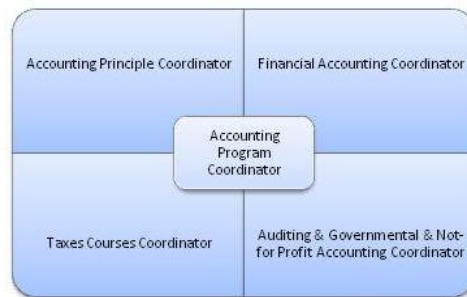 Accounting Principle Coordinator
Financial Accounting Coordinator
Accounting
Program
Coordinator
Taxes Courses Coordinator
Auditing & Governmental & Not-
for Profit Accounting Coordinator